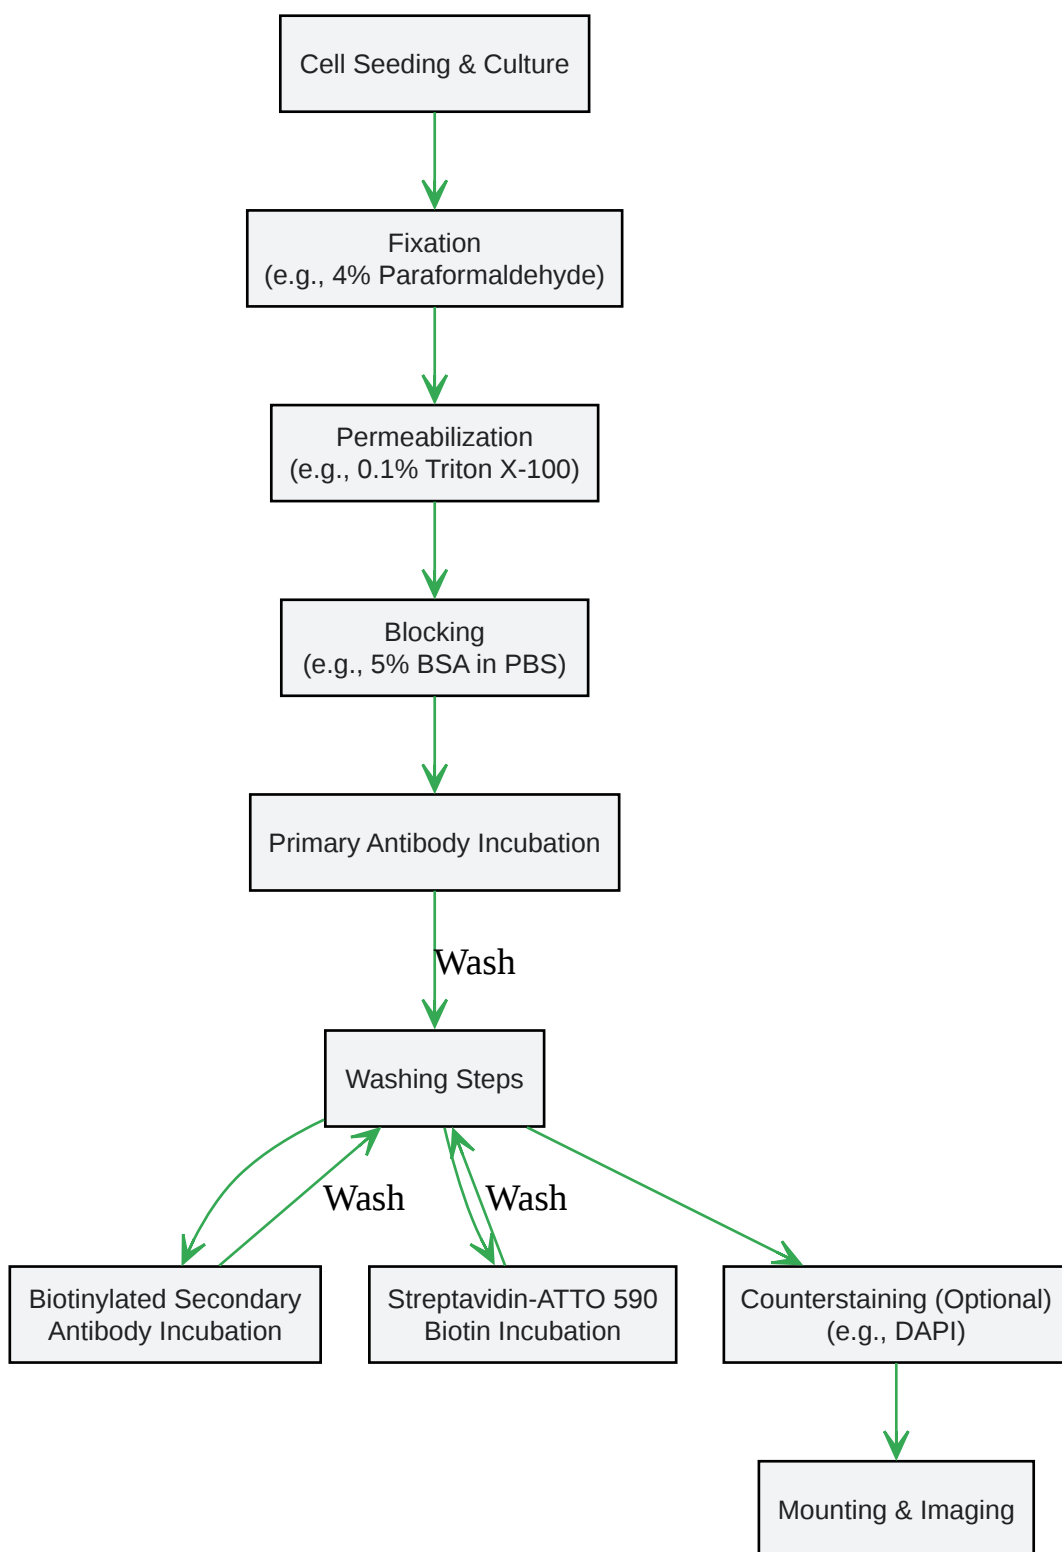 Cell Seeding & Culture
Fixation
(e.g., 4% Paraformaldehyde)
Permeabilization
(e.g., 0.1% Triton X-100)
Blocking
(e.g., 5% BSA in PBS)
Primary Antibody Incubation
Wash
Washing Steps
Wash
Wash
Biotinylated Secondary
Antibody Incubation
Streptavidin-ATTO 590
Biotin Incubation
Counterstaining (Optional)
(e.g., DAPI)
Mounting & Imaging